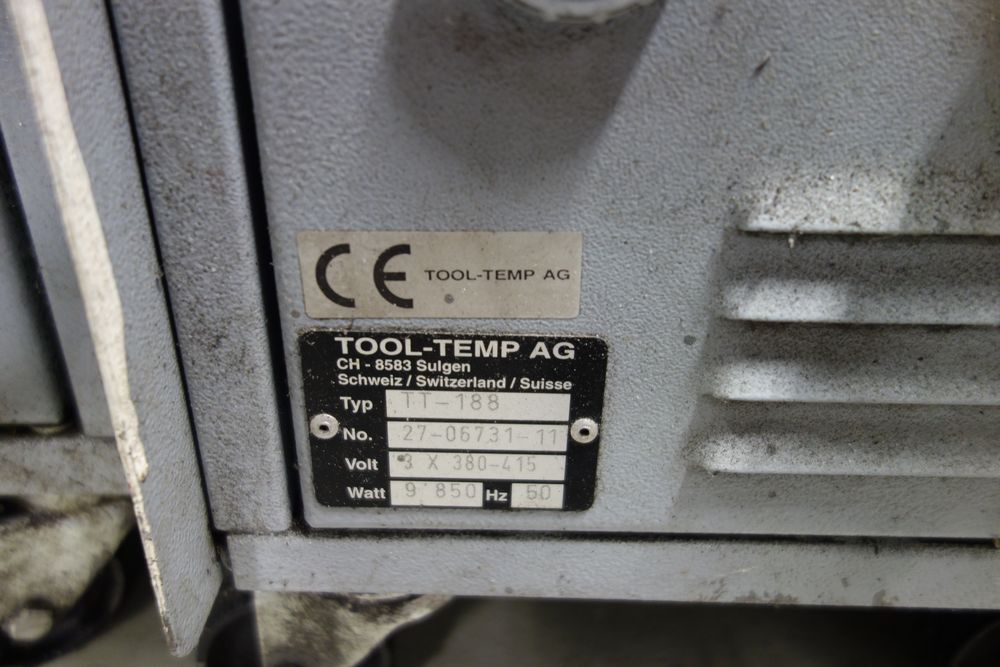 CE TOOL-TEMP AG
TOOL-TEMP AG
CH - 8583 Sulgen
Schweiz / Switzerland / Suisse
Typ TT-188
No. 27-06731-11
Volt 3 X 380-415
Watt 9 850 Hz 50